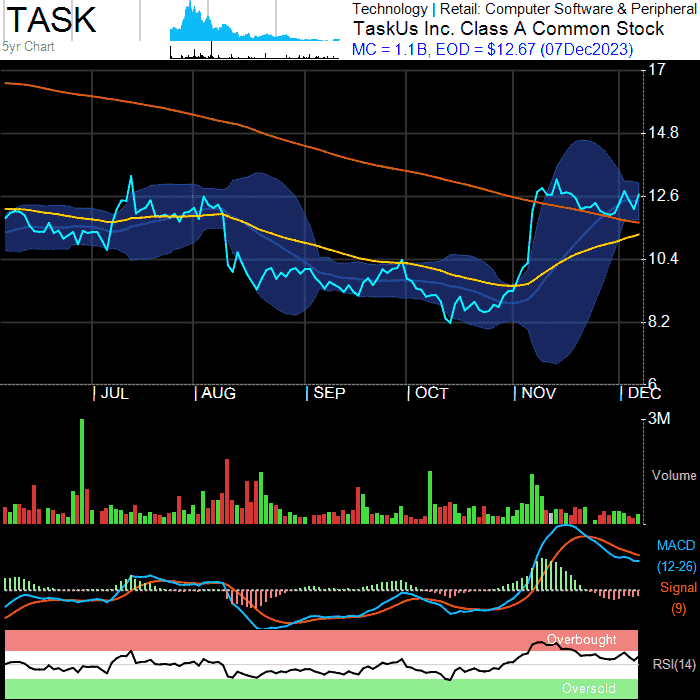 TASK
5yr Chart
Technology | Retail: Computer Software & Peripheral
TaskUs Inc. Class A Common Stock
MC = 1.1B, EOD = $12.67 (07Dec2023)
17
14.8
12.6
10.4
8.2
6
JUL AUG SEP OCT NOV DEC
3M
Volume
MACD
(12-26)
Signal
(9)
Overbought
RSI(14)
Oversold